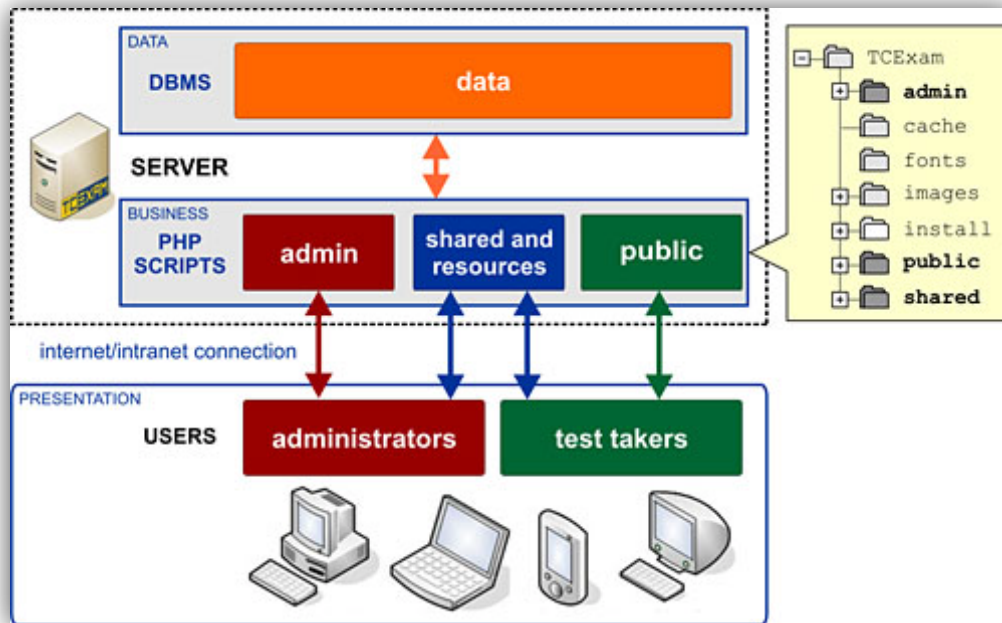 DATA
DBMS
data
TCExam
admin
cache
fonts
images
install
public
shared
TCEXAM
SERVER
BUSINESS
PHP
SCRIPTS
admin
shared and
resources
public
internet/intranet connection
PRESENTATION
USERS
administrators
test takers